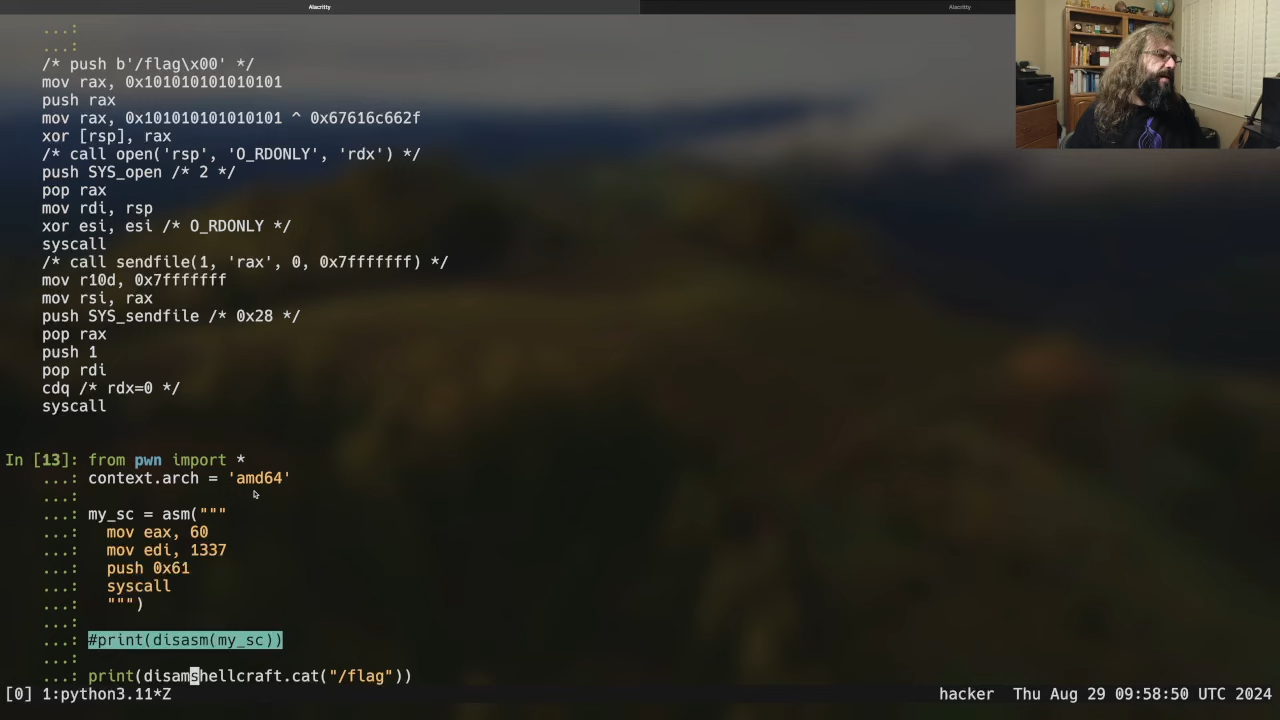 Alacritty
Alacritty
...:
...:
/* push b'/flag\x00' */
mov rax, 0x101010101010101
push rax
mov rax, 0x101010101010101 ^ 0x67616c662f
xor [rsp], rax
/* call open('rsp', 'O_RDONLY', 'rdx') */
push SYS_open /* 2 */
pop rax
mov rdi, rsp
xor esi, esi /* O_RDONLY */
syscall
/* call sendfile(1, 'rax', 0, 0x7fffffff) */
mov r10d, 0x7fffffff
mov rsi, rax
push SYS_sendfile /* 0x28 */
pop rax
push 1
pop rdi
cdq /* rdx=0 */
syscall
In [13]: from pwn import *
...: context.arch = 'amd64'
...:
...: my_sc = asm("""
...: mov eax, 60
...: mov edi, 1337
...: push 0x61
...: syscall
...: """)
...:
...: #print(disasm(my_sc))
...:
...: print(disamshellcraft.cat("/flag"))
[0] 1:python3.11*Z hacker Thu Aug 29 09:58:50 UTC 2024